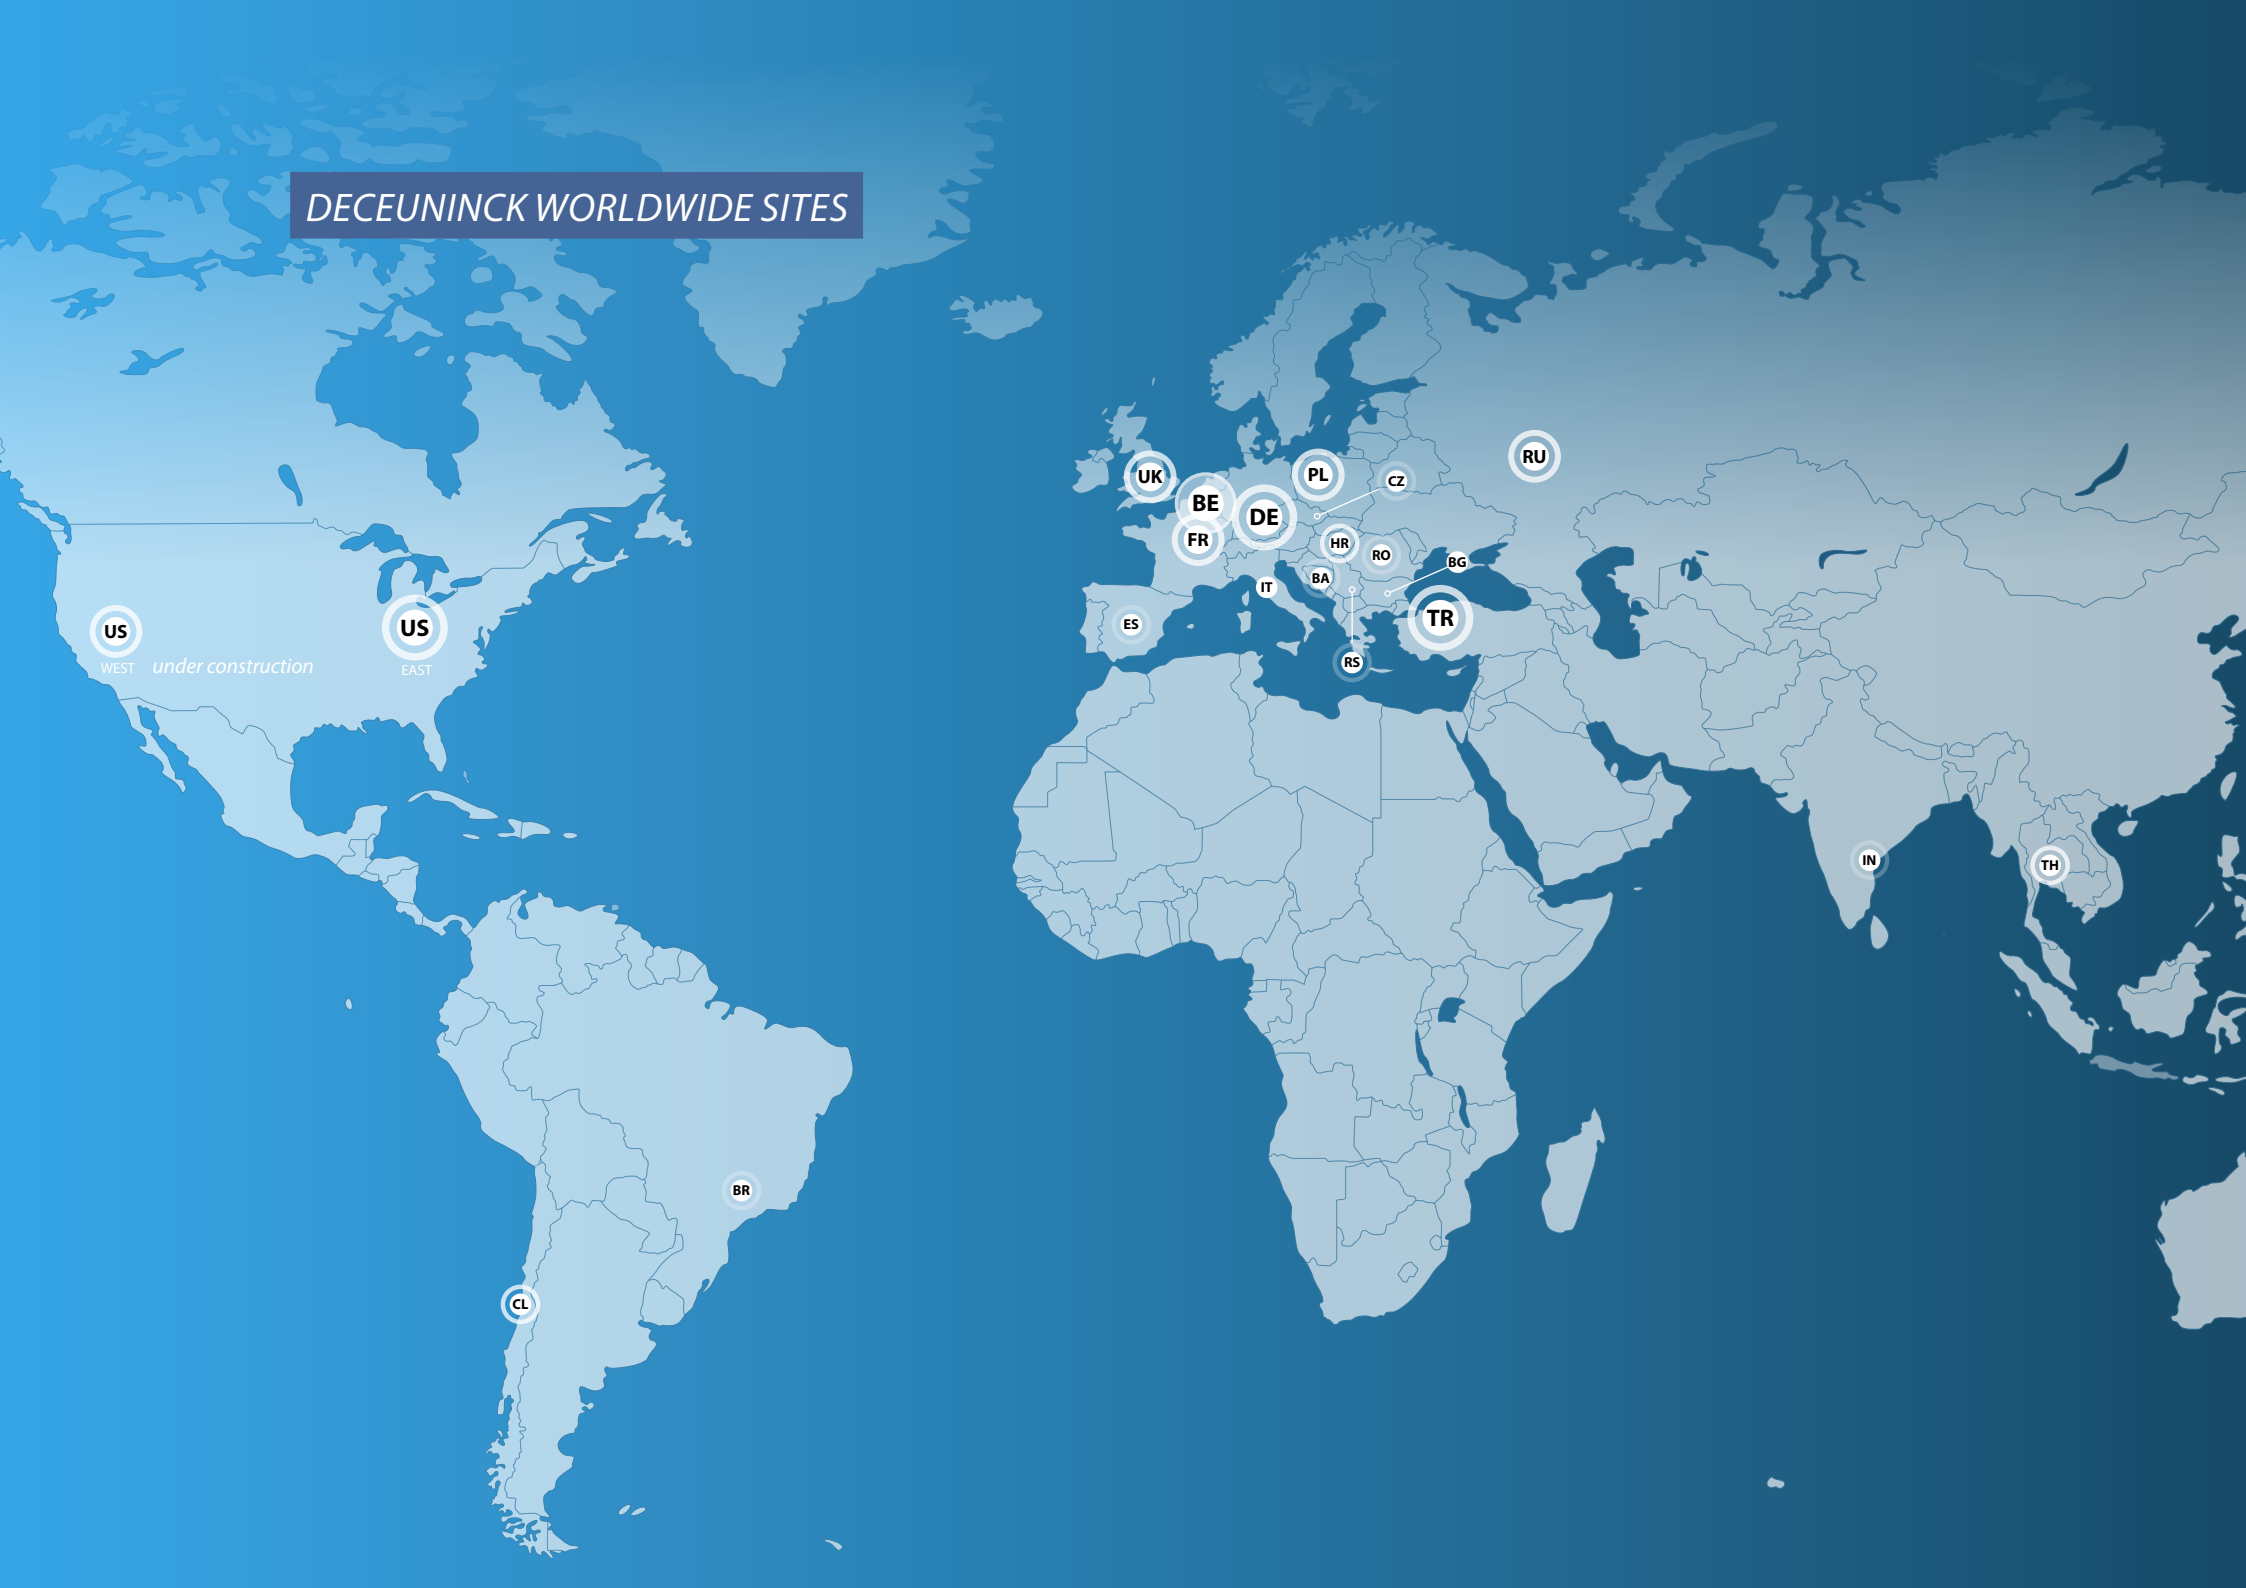 DECEUNINCK WORLDWIDE SITES
RU
UK
PL
CZ
BE
DE
FR
HR
RO
BG
BA
IT
TR
ES
US
US
WEST
under construction
EAST
RS
IN
TH
BR
CL